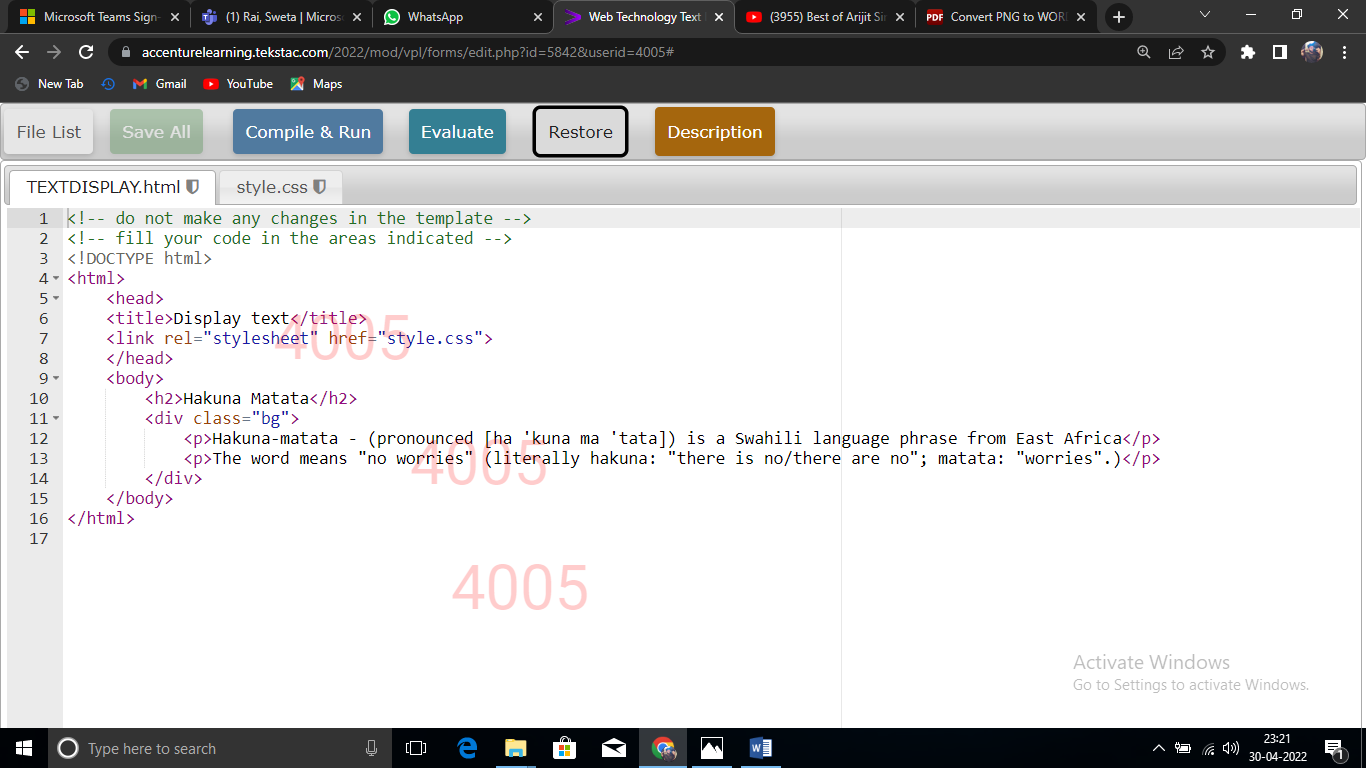 Microsoft Teams Sign-
(1) Rai, Sweta | Micros
WhatsApp
Web Technology Text
(3955) Best of Arijit Si
PDF Convert PNG to WOR
accenturelearning.tekstac.com/2022/mod/vpl/forms/edit.php?id=5842&userid=4005#
New Tab Gmail YouTube Maps
File List Save All Compile & Run Evaluate Restore Description
TEXTDISPLAY.html style.css
1 <!-- do not make any changes in the template -->
2 <!-- fill your code in the areas indicated -->
3 <!DOCTYPE html>
4 <html>
5 <head>
6 <title>Display text</title>
7 <link rel="stylesheet" href="style.css">
8 </head>
9 <body>
10 <h2>Hakuna Matata</h2>
11 <div class="bg">
12 <p>Hakuna-matata - (pronounced [ha 'kuna ma 'tata]) is a Swahili language phrase from East Africa</p>
13 <p>The word means "no worries" (literally hakuna: "there is no/there are no"; matata: "worries".)</p>
14 </div>
15 </body>
16 </html>
17
4005
4005
4005
Activate Windows
Go to Settings to activate Windows.
Type here to search
23:21
30-04-2022
1